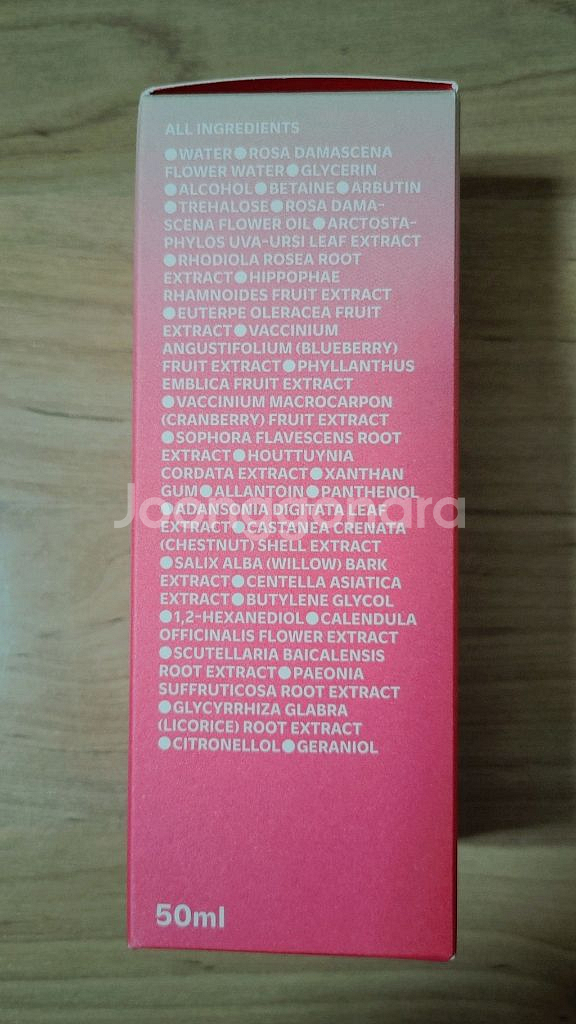 ALL INGREDIENTS
●WATER●ROSA DAMASCENA
FLOWER WATER●GLYCERIN
●ALCOHOL●BETAINE●ARBUTIN
●TREHALOSE●ROSA DAMA-
SCENA FLOWER OIL●ARCTOSTA-
PHYLOS UVA-URSI LEAF EXTRACT
●RHODIOLA ROSEA ROOT
EXTRACT●HIPPOPHAE
RHAMNOIDES FRUIT EXTRACT
●EUTERPE OLERACEA FRUIT
EXTRACT●VACCINIUM
ANGUSTIFOLIUM (BLUEBERRY)
FRUIT EXTRACT●PHYLLANTHUS
EMBLICA FRUIT EXTRACT
●VACCINIUM MACROCARPON
(CRANBERRY) FRUIT EXTRACT
●SOPHORA FLAVESCENS ROOT
EXTRACT●HOUTTUYNIA
CORDATA EXTRACT●XANTHAN
GUM●ALLANTOIN●PANTHENOL
●ADANSONIA DIGITATA LEAF
EXTRACT●CASTANEA CRENATA
(CHESTNUT) SHELL EXTRACT
●SALIX ALBA (WILLOW) BARK
EXTRACT●CENTELLA ASIATICA
EXTRACT●BUTYLENE GLYCOL
●1,2-HEXANEDIOL●CALENDULA
OFFICINALIS FLOWER EXTRACT
●SCUTELLARIA BAICALENSIS
ROOT EXTRACT●PAEONIA
SUFFRUTICOSA ROOT EXTRACT
●GLYCYRRHIZA GLABRA
(LICORICE) ROOT EXTRACT
●CITRONELLOL●GERANIOL
50ml